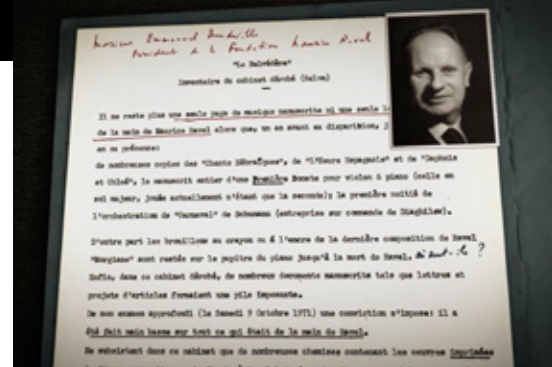 Monsieur
Président de la Fondation Maurice Ravel
"Le Belvédère"
Inventaire du cabinet dérobé (Salon)
Il ne reste plus une seule page de musique manuscrite ni une seule
de la main de Maurice Ravel alors que, un an avant sa disparition,
en sa présence:
de nombreuses copies des "Chants Hébraïques", de "l'Heure Espagnole" et de "Daphnis
et Chloé", le manuscrit entier d'une Première Sonate pour violon & piano (celle en
sol majeur, jouée actuellement n'étant que la seconde); la première moitié de
l'orchestration de "Carnaval" de Schumann (entreprise sur commande de Diaghilew).
D'autre part les brouillons au crayon ou à l'encre de la dernière composition de Ravel
"Morgiane" sont restés sur le pupitre du piano jusqu'à la mort de Ravel. ?
Enfin, dans ce cabinet dérobé, de nombreux documents manuscrits tels que lettres et
projets d'articles formaient une pile imposante.
De mon examen approfondi (le Samedi 9 Octobre 1971) une conviction s'impose: il a
été fait main basse sur tout ce qui était de la main de Ravel.
Ne subsistent dans ce cabinet que de nombreuses chemises contenant les oeuvres imprimées